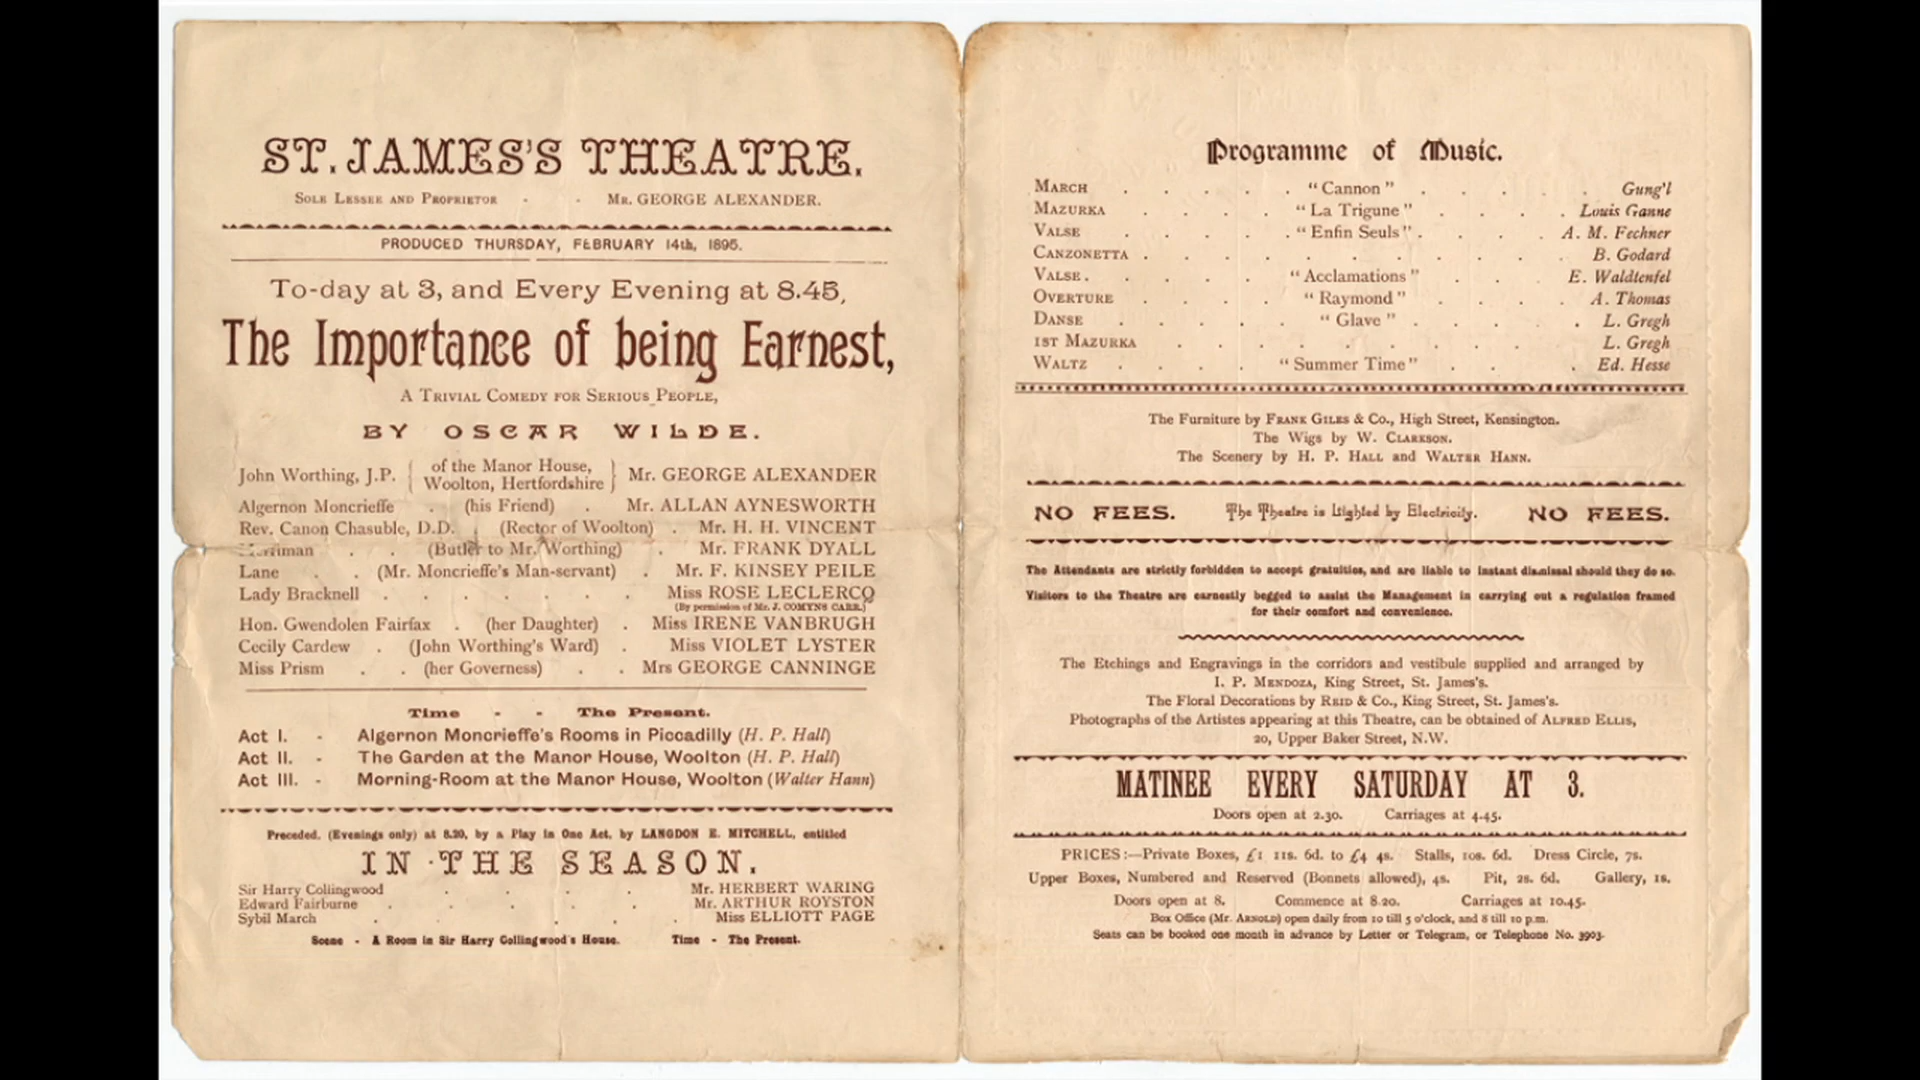 ST. JAMES'S THEATRE.
SOLE LESSEE AND PROPRIETOR - - MR. GEORGE ALEXANDER.
PRODUCED THURSDAY, FEBRUARY 14th, 1895.
To-day at 3, and Every Evening at 8.45,
The Importance of being Earnest,
A TRIVIAL COMEDY FOR SERIOUS PEOPLE,
BY OSCAR WILDE.
John Worthing, J.P. { of the Manor House, Woolton, Hertfordshire } Mr. GEORGE ALEXANDER
Algernon Moncrieffe . (his Friend) . Mr. ALLAN AYNESWORTH
Rev. Canon Chasuble, D.D. . (Rector of Woolton) . Mr. H. H. VINCENT
Merriman . . (Butler to Mr. Worthing) . Mr. FRANK DYALL
Lane . . (Mr. Moncrieffe's Man-servant) . Mr. F. KINSEY PEILE
Lady Bracknell . . . . . . Miss ROSE LECLERCQ
(By permission of Mr. J. COMYNS CARR.)
Hon. Gwendolen Fairfax . (her Daughter) . Miss IRENE VANBRUGH
Cecily Cardew . (John Worthing's Ward) . Miss VIOLET LYSTER
Miss Prism . . (her Governess) . . Mrs GEORGE CANNINGE
Time - - The Present.
Act I. - Algernon Moncrieffe's Rooms in Piccadilly (H. P. Hall)
Act II. - The Garden at the Manor House, Woolton (H. P. Hall)
Act III. - Morning-Room at the Manor House, Woolton (Walter Hann)
Preceded, (Evenings only) at 8.20, by a Play in One Act, by LANGDON E. MITCHELL, entitled
IN THE SEASON.
Sir Harry Collingwood . . . . Mr. HERBERT WARING
Edward Fairburne . . . . Mr. ARTHUR ROYSTON
Sybil March . . . . . . Miss ELLIOTT PAGE
Scene - A Room in Sir Harry Collingwood's House. Time - The Present.
Programme of Music.
MARCH . . . . . "Cannon" . . . . . Gung'l
MAZURKA . . . . "La Trigune" . . . . Louis Ganne
VALSE . . . . . "Enfin Seuls" . . . . A. M. Fechner
CANZONETTA . . . . . . . . . . . B. Godard
VALSE . . . . . "Acclamations" . . . . E. Waldtenfel
OVERTURE . . . . "Raymond" . . . . A. Thomas
DANSE . . . . "Glave" . . . . . L. Gregh
1ST MAZURKA . . . . . . . . . L. Gregh
WALTZ . . . . "Summer Time" . . . Ed. Hesse
The Furniture by FRANK GILES & Co., High Street, Kensington.
The Wigs by W. CLARKSON.
The Scenery by H. P. HALL and WALTER HANN.
NO FEES. The Theatre is Lighted by Electricity. NO FEES.
The Attendants are strictly forbidden to accept gratuities, and are liable to instant dismissal should they do so.
Visitors to the Theatre are earnestly begged to assist the Management in carrying out a regulation framed
for their comfort and convenience.
The Etchings and Engravings in the corridors and vestibule supplied and arranged by
I. P. MENDOZA, King Street, St. James's.
The Floral Decorations by REID & Co., King Street, St. James's.
Photographs of the Artistes appearing at this Theatre, can be obtained of ALFRED ELLIS,
20, Upper Baker Street, N.W.
MATINEE EVERY SATURDAY AT 3.
Doors open at 2.30. Carriages at 4.45.
PRICES:—Private Boxes, £1 11s. 6d. to £4 4s. Stalls, 10s. 6d. Dress Circle, 7s.
Upper Boxes, Numbered and Reserved (Bonnets allowed), 4s. Pit, 2s. 6d. Gallery, 1s.
Doors open at 8. Commence at 8.20. Carriages at 10.45.
Box Office (Mr. ARNOLD) open daily from 10 till 5 o'clock, and 8 till 10 p.m.
Seats can be booked one month in advance by Letter or Telegram, or Telephone No. 3903.